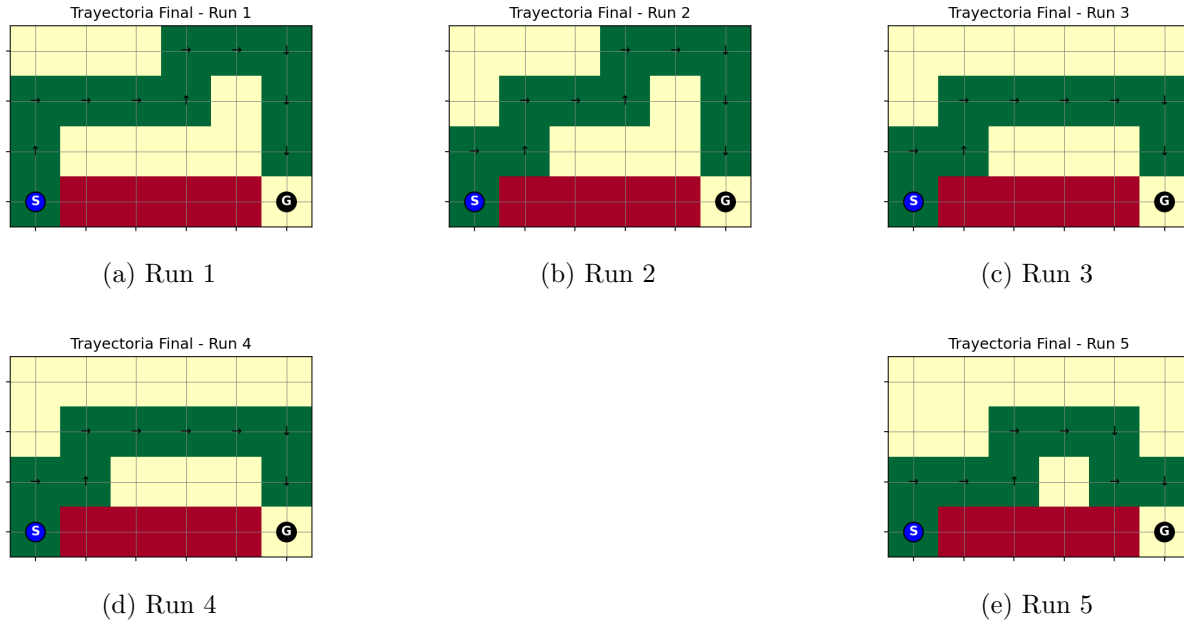 Trayectoria Final - Run 1
→ → ↓
→ → → ↑ ↓
↑ ↓
S G
(a) Run 1
Trayectoria Final - Run 2
→ → ↓
→ → ↑ ↓
→ ↑ ↓
S G
(b) Run 2
Trayectoria Final - Run 3
→ → → → ↓
→ ↑ ↓
S G
(c) Run 3
Trayectoria Final - Run 4
→ → → → ↓
→ ↑ ↓
S G
(d) Run 4
Trayectoria Final - Run 5
→ → ↓
→ → ↑ → ↓
S G
(e) Run 5